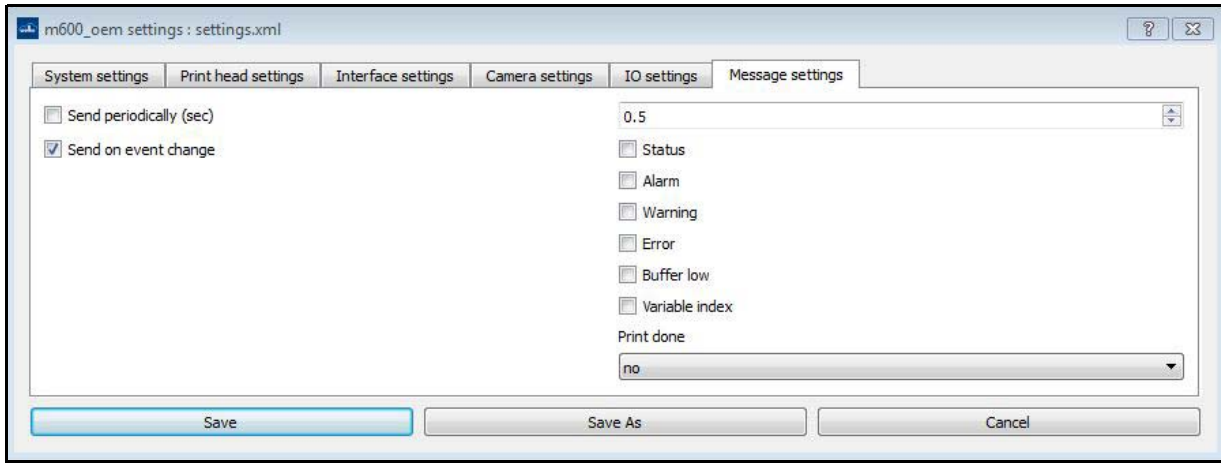 m600_oem settings : settings.xml
System settings
Print head settings
Interface settings
Camera settings
IO settings
Message settings
Send periodically (sec)
0.5
Send on event change
Status
Alarm
Warning
Error
Buffer low
Variable index
Print done
no
Save
Save As
Cancel